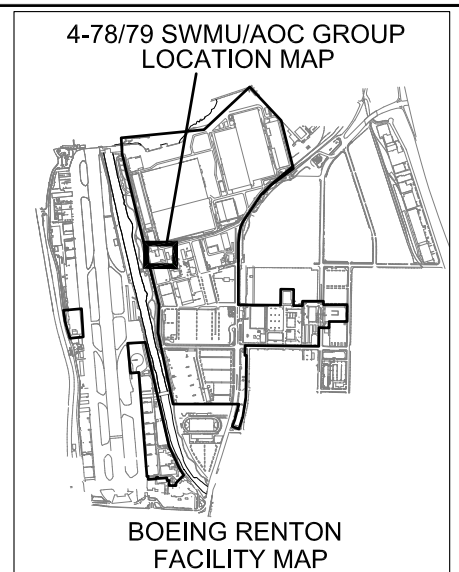 4-78/79 SWMU/AOC GROUP
LOCATION MAP
BOEING RENTON
FACILITY MAP